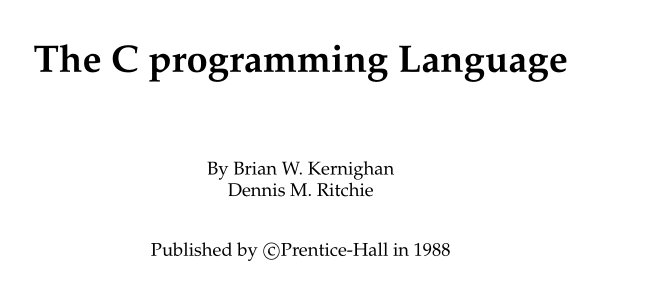 The C programming Language
By Brian W. Kernighan
Dennis M. Ritchie
Published by ©Prentice-Hall in 1988